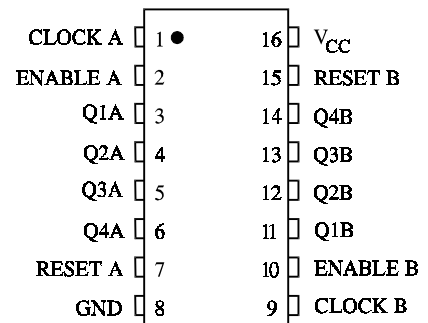 CLOCK A 1 16 VCC
ENABLE A 2 15 RESET B
Q1A 3 14 Q4B
Q2A 4 13 Q3B
Q3A 5 12 Q2B
Q4A 6 11 Q1B
RESET A 7 10 ENABLE B
GND 8 9 CLOCK B